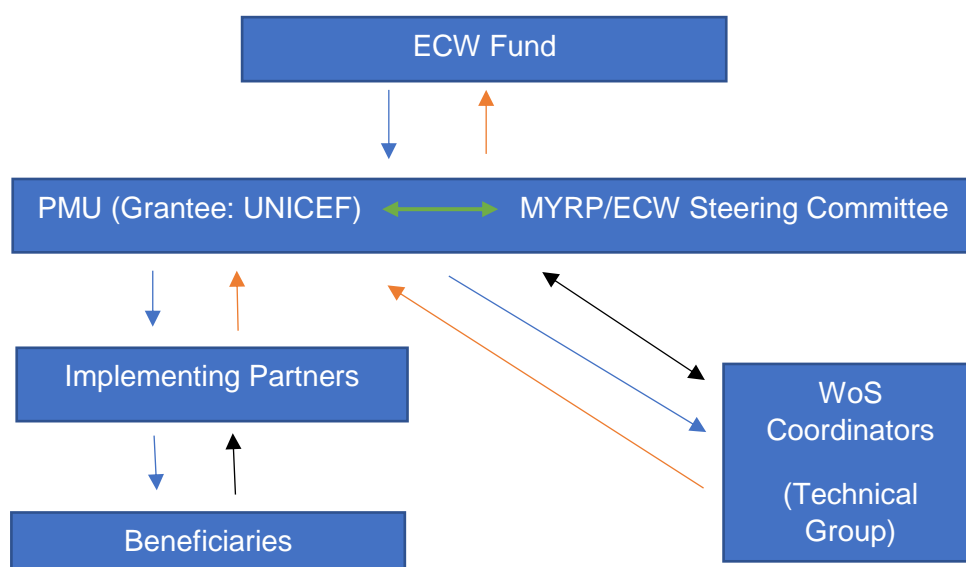 ECW Fund
PMU (Grantee: UNICEF)
MYRP/ECW Steering Committee
Implementing Partners
WoS
Coordinators
(Technical
Group)
Beneficiaries